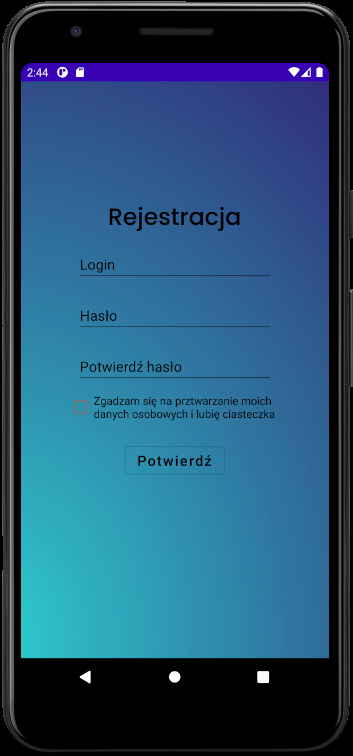 2:44
Rejestracja
Login
Hasło
Potwierdź hasło
Zgadzam się na prztwarzanie moich
danych osobowych i lubię ciasteczka
Potwierdź